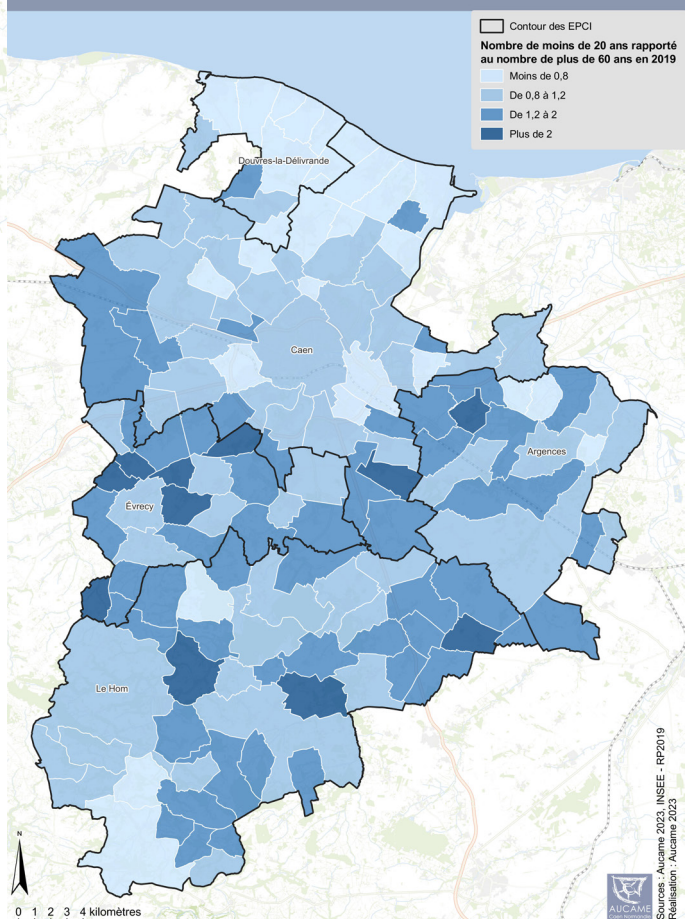 Contour des EPCI
Nombre de moins de 20 ans rapporté
au nombre de plus de 60 ans en 2019
Moins de 0,8
De 0,8 à 1,2
De 1,2 à 2
Plus de 2
Douvres-la-Délivrande
Caen
Argences
Évrecy
Le Hom
N
0 1 2 3 4 kilomètres
Sources : Aucame 2023, INSEE - RP2019
Réalisation : Aucame 2023
AUCAME
Caen Normandie